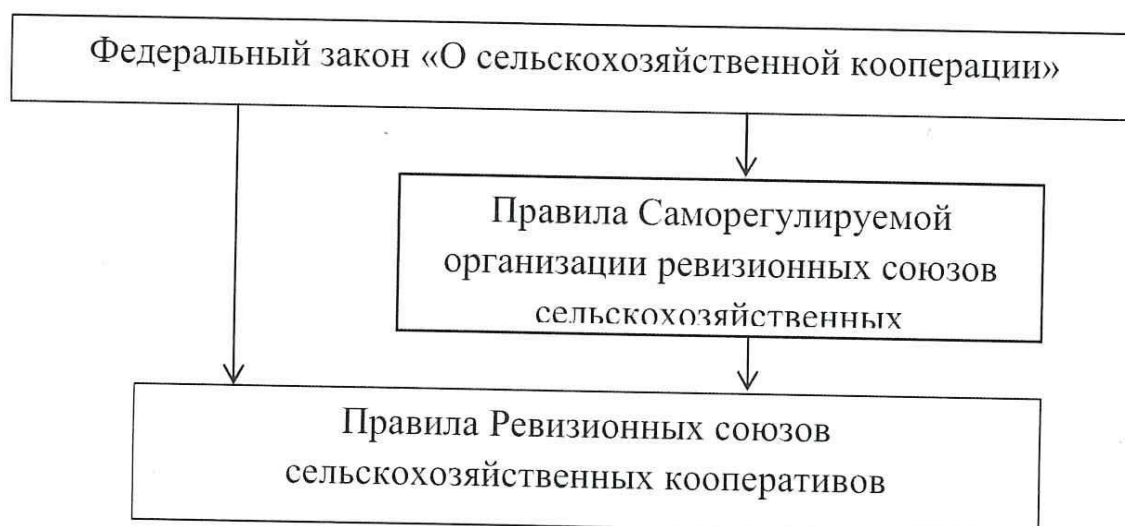 Федеральный закон «О сельскохозяйственной кооперации»
Правила Саморегулируемой
организации ревизионных союзов
сельскохозяйственных
Правила Ревизионных союзов
сельскохозяйственных кооперативов